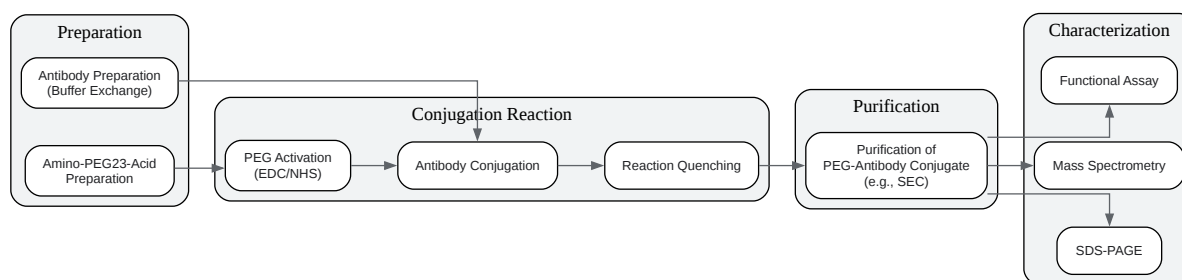 Preparation
Antibody Preparation
(Buffer Exchange)
Amino-PEG23-Acid
Preparation
Conjugation Reaction
PEG Activation
(EDC/NHS)
Antibody Conjugation
Reaction Quenching
Purification
Purification of
PEG-Antibody Conjugate
(e.g., SEC)
Characterization
Functional Assay
Mass Spectrometry
SDS-PAGE